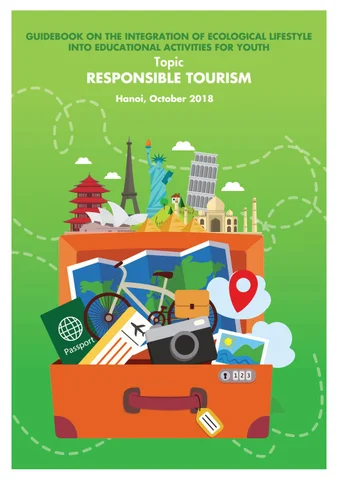 GUIDEBOOK ON THE INTEGRATION OF ECOLOGICAL LIFESTYLE
INTO EDUCATIONAL ACTIVITIES FOR YOUTH
Topic
RESPONSIBLE TOURISM
Hanoi, October 2018
Passport
123